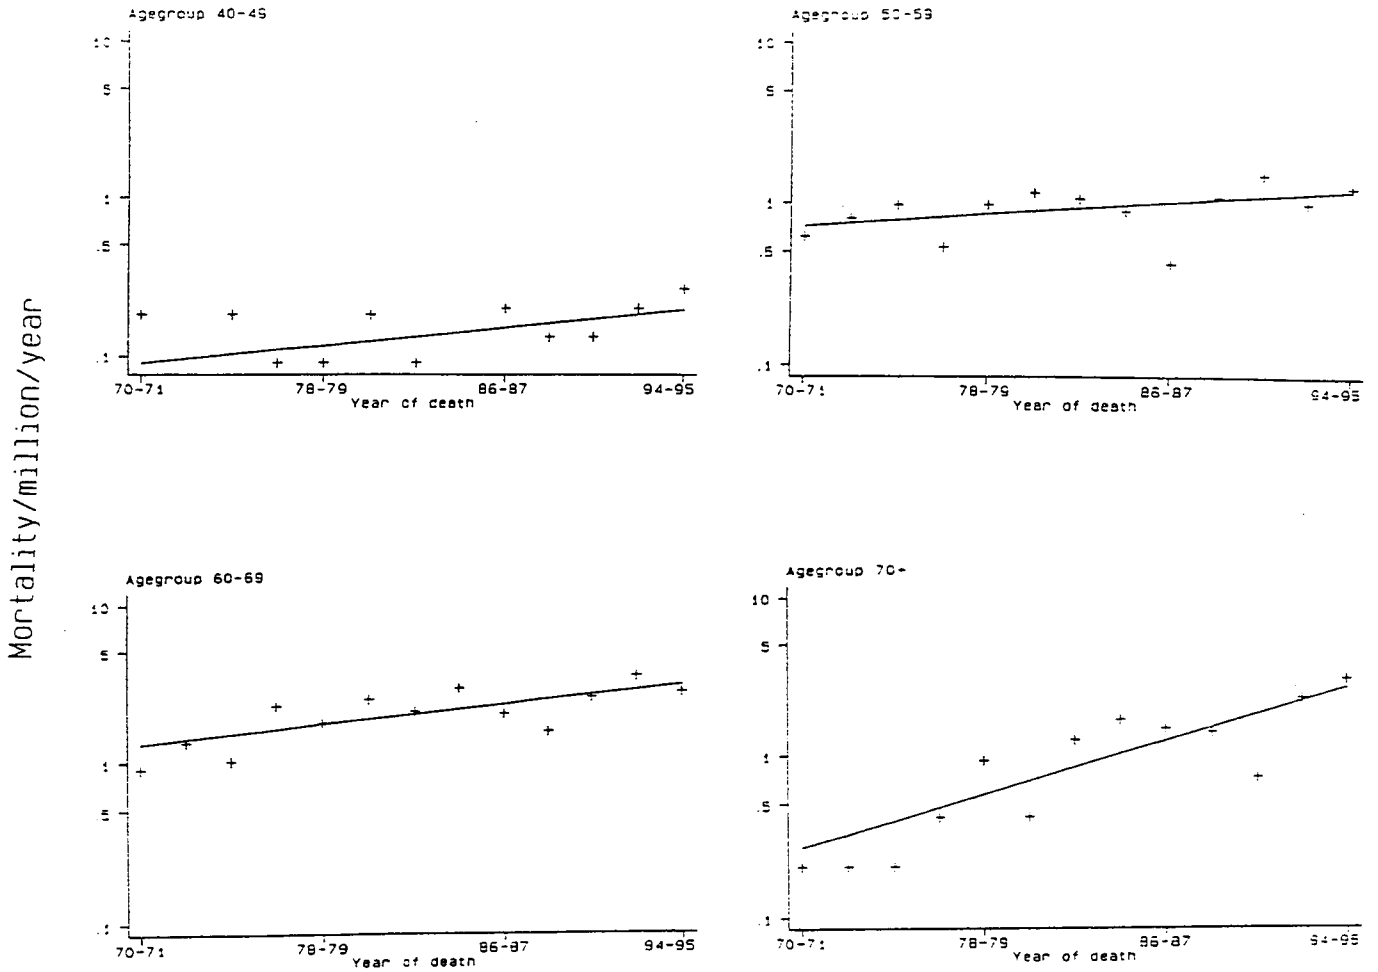 Agegroup 40-49
10
5
1
.5
.1
70-71 78-79 86-87 94-95
Year of death
Agegroup 50-59
10
5
1
.5
.1
70-71 78-79 86-87 94-95
Year of death
Mortality/million/year
Agegroup 60-69
10
5
1
.5
.1
70-71 78-79 86-87 94-95
Year of death
Agegroup 70+
10
5
1
.5
.1
70-71 78-79 86-87 94-95
Year of death